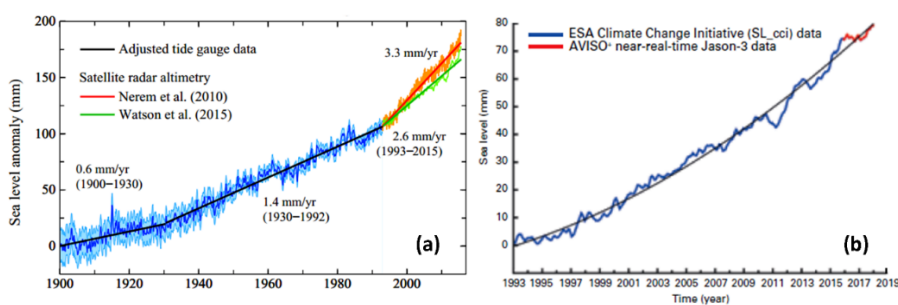 Sea level anomaly (mm)
200
150
100
50
0
Adjusted tide gauge data
Satellite radar altimetry
Nerem et al. (2010)
Watson et al. (2015)
3.3 mm/yr
2.6 mm/yr
(1993−2015)
0.6 mm/yr
(1900−1930)
1.4 mm/yr
(1930−1992)
(a)
1900
1920
1940
1960
1980
2000
Sea level (mm)
80
70
60
50
40
30
20
10
0
-10
ESA Climate Change Initiative (SL_cci) data
AVISO+ near-real-time Jason-3 data
(b)
1993 1995 1997 1999 2001 2003 2005 2007 2009 2011 2013 2015 2017 2019
Time (year)